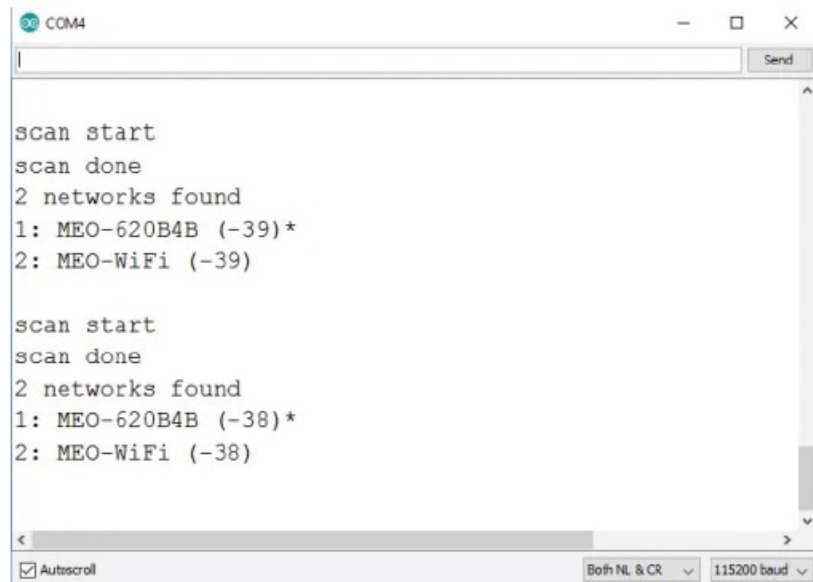 COM4
Send
scan start
scan done
2 networks found
1: MEO-620B4B (-39)*
2: MEO-WiFi (-39)
scan start
scan done
2 networks found
1: MEO-620B4B (-38)*
2: MEO-WiFi (-38)
Autoscroll
Both NL & CR
115200 baud